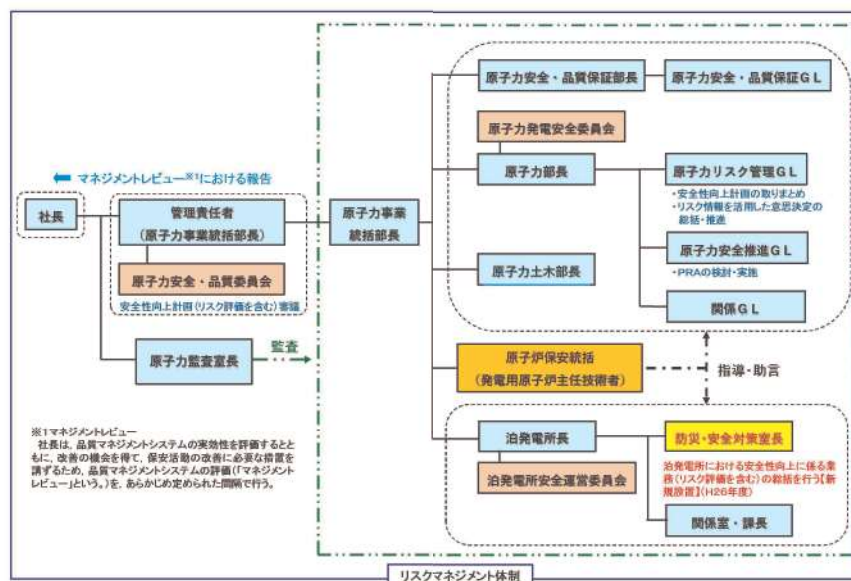 原子力安全・品質保証部長
原子力安全・品質保証GL
原子力発電安全委員会
原子力部長
原子力リスク管理GL
・安全性向上計画の取りまとめ
・リスク情報を活用した意思決定の
総括・推進
原子力安全推進GL
・PRAの検討・実施
原子力土木部長
関係GL
マネジメントレビュー※1における報告
社長
管理責任者
(原子力事業統括部長)
原子力安全・品質委員会
安全性向上計画(リスク評価を含む)審議
原子力監査室長
監査
原子力事業
統括部長
原子炉保安統括
(発電用原子炉主任技術者)
指導・助言
泊発電所長
泊発電所安全運営委員会
防災・安全対策室長
泊発電所における安全性向上に係る
業務(リスク評価を含む)の総括を行う【新
規設置】(H26年度)
関係室・課長
※1マネジメントレビュー
社長は、品質マネジメントシステムの実効性を評価するとと
もに、改善の機会を得て、保安活動の改善に必要な措置を
講ずるため、品質マネジメントシステムの評価(「マネジメント
レビュー」という。)を、あらかじめ定められた間隔で行う。
リスクマネジメント体制